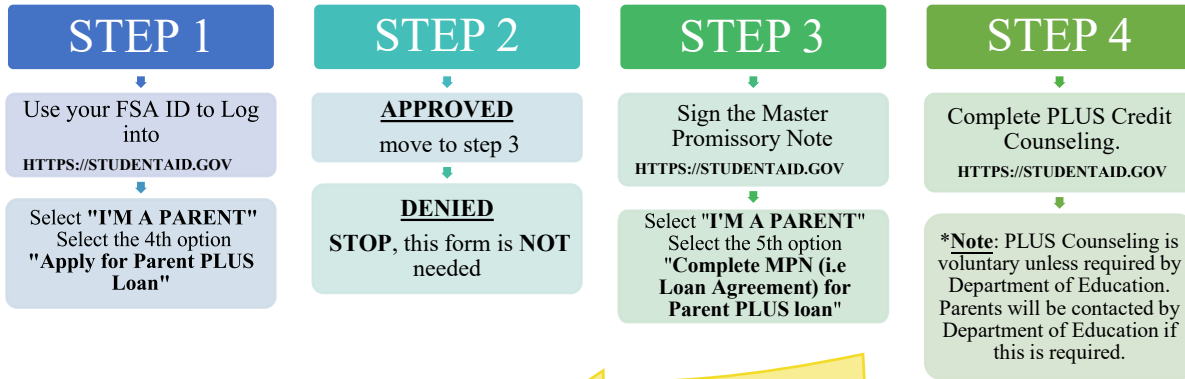 STEP 1
Use your FSA ID to Log
into
HTTPS://STUDENTAID.GOV
Select "I'M A PARENT"
Select the 4th option
"Apply for Parent PLUS
Loan"
STEP 2
APPROVED
move to step 3
DENIED
STOP, this form is NOT
needed
STEP 3
Sign the Master
Promissory Note
HTTPS://STUDENTAID.GOV
Select "I'M A PARENT"
Select the 5th option
"Complete MPN (i.e
Loan Agreement) for
Parent PLUS loan"
STEP 4
Complete PLUS Credit
Counseling.
HTTPS://STUDENTAID.GOV
*Note: PLUS Counseling is
voluntary unless required by
Department of Education.
Parents will be contacted by
Department of Education if
this is required.